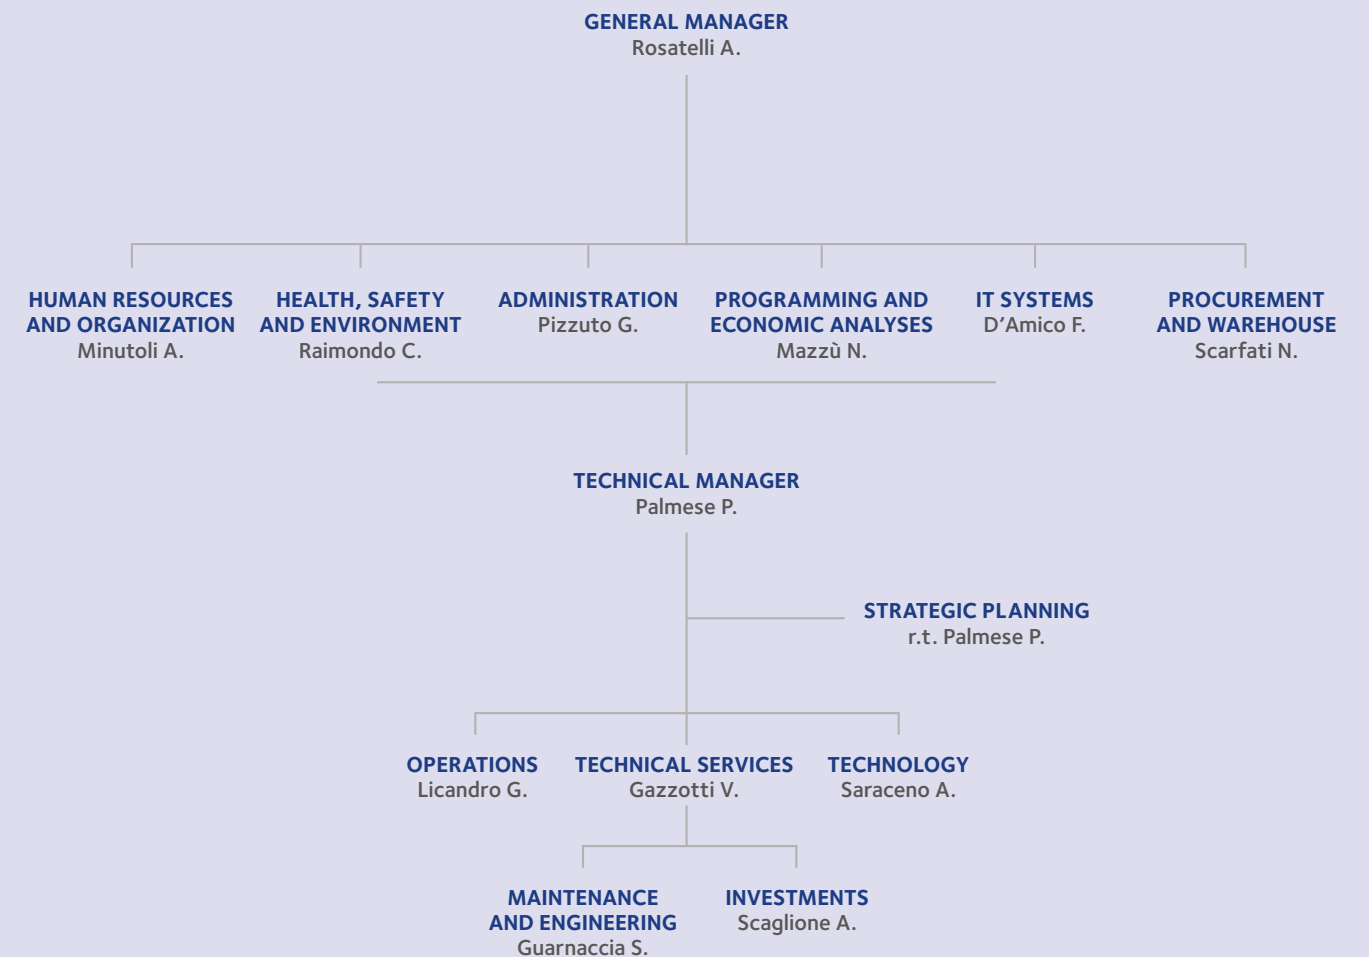 GENERAL MANAGER
Rosatelli A.
HUMAN RESOURCES
AND ORGANIZATION
Minutoli A.
HEALTH, SAFETY
AND ENVIRONMENT
Raimondo C.
ADMINISTRATION
Pizzuto G.
PROGRAMMING AND
ECONOMIC ANALYSES
Mazzù N.
IT SYSTEMS
D’Amico F.
PROCUREMENT
AND WAREHOUSE
Scarfati N.
TECHNICAL MANAGER
Palmese P.
STRATEGIC PLANNING
r.t. Palmese P.
OPERATIONS
Licandro G.
TECHNICAL SERVICES
Gazzotti V.
TECHNOLOGY
Saraceno A.
MAINTENANCE
AND ENGINEERING
Guarnaccia S.
INVESTMENTS
Scaglione A.